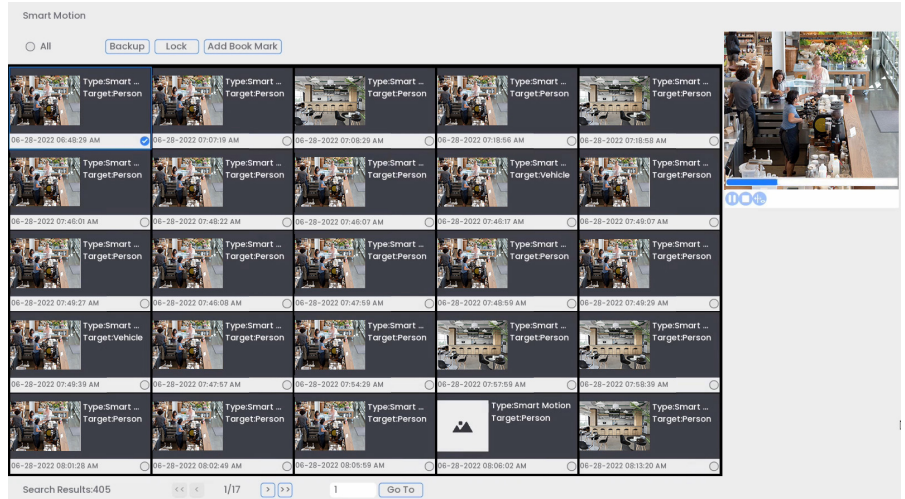 Smart Motion
All
Backup
Lock
Add Book Mark
Type:Smart ... Type:Smart ... Type:Smart ... Type:Smart ... Type:Smart ...
Target:Person Target:Person Target:Person Target:Person Target:Person
06-28-2022 06:48:29 AM 06-28-2022 07:07:19 AM 06-28-2022 07:08:29 AM 06-28-2022 07:18:56 AM 06-28-2022 07:18:58 AM
Type:Smart ... Type:Smart ... Type:Smart ... Type:Smart ... Type:Smart ...
Target:Person Target:Person Target:Person Target:Vehicle Target:Person
06-28-2022 07:46:01 AM 06-28-2022 07:48:22 AM 06-28-2022 07:46:07 AM 06-28-2022 07:46:17 AM 06-28-2022 07:49:07 AM
Type:Smart ... Type:Smart ... Type:Smart ... Type:Smart ... Type:Smart ...
Target:Person Target:Person Target:Person Target:Person Target:Person
06-28-2022 07:49:27 AM 06-28-2022 07:46:08 AM 06-28-2022 07:47:59 AM 06-28-2022 07:48:59 AM 06-28-2022 07:49:29 AM
Type:Smart ... Type:Smart ... Type:Smart ... Type:Smart ... Type:Smart ...
Target:Vehicle Target:Person Target:Person Target:Person Target:Person
06-28-2022 07:49:39 AM 06-28-2022 07:47:57 AM 06-28-2022 07:54:29 AM 06-28-2022 07:57:59 AM 06-28-2022 07:58:39 AM
Type:Smart ... Type:Smart ... Type:Smart ... Type:Smart Motion Type:Smart ...
Target:Person Target:Person Target:Person Target:Person Target:Person
06-28-2022 08:01:28 AM 06-28-2022 08:02:49 AM 06-28-2022 08:05:59 AM 06-28-2022 08:06:02 AM 06-28-2022 08:13:20 AM
Search Results:405 << < 1/17 > >> 1 Go To